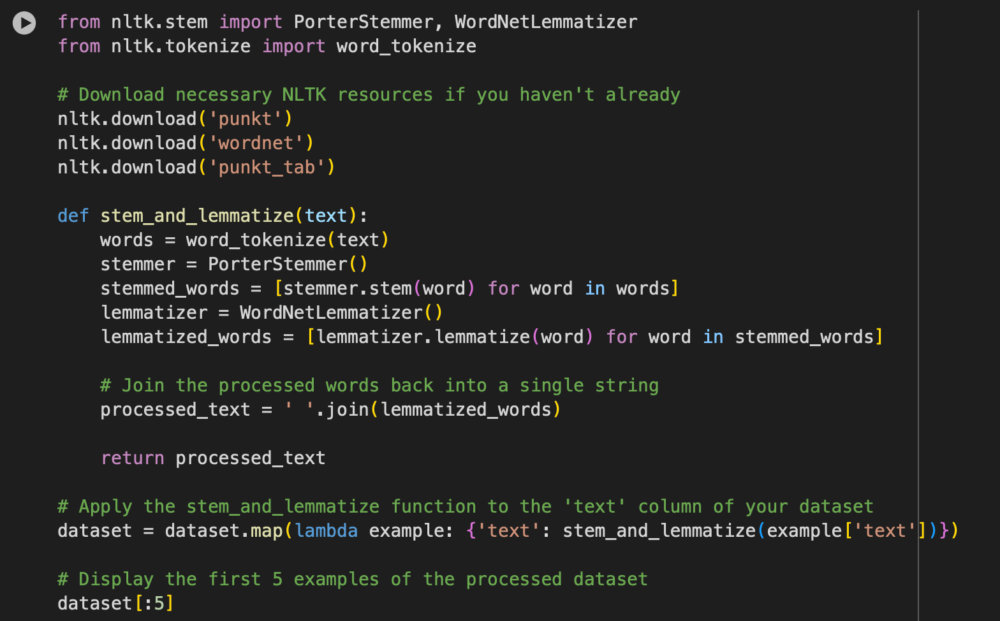 from nltk.stem import PorterStemmer, WordNetLemmatizer
from nltk.tokenize import word_tokenize

# Download necessary NLTK resources if you haven't already
nltk.download('punkt')
nltk.download('wordnet')
nltk.download('punkt_tab')

def stem_and_lemmatize(text):
    words = word_tokenize(text)
    stemmer = PorterStemmer()
    stemmed_words = [stemmer.stem(word) for word in words]
    lemmatizer = WordNetLemmatizer()
    lemmatized_words = [lemmatizer.lemmatize(word) for word in stemmed_words]

    # Join the processed words back into a single string
    processed_text = ' '.join(lemmatized_words)

    return processed_text

# Apply the stem_and_lemmatize function to the 'text' column of your dataset
dataset = dataset.map(lambda example: {'text': stem_and_lemmatize(example['text'])})

# Display the first 5 examples of the processed dataset
dataset[:5]